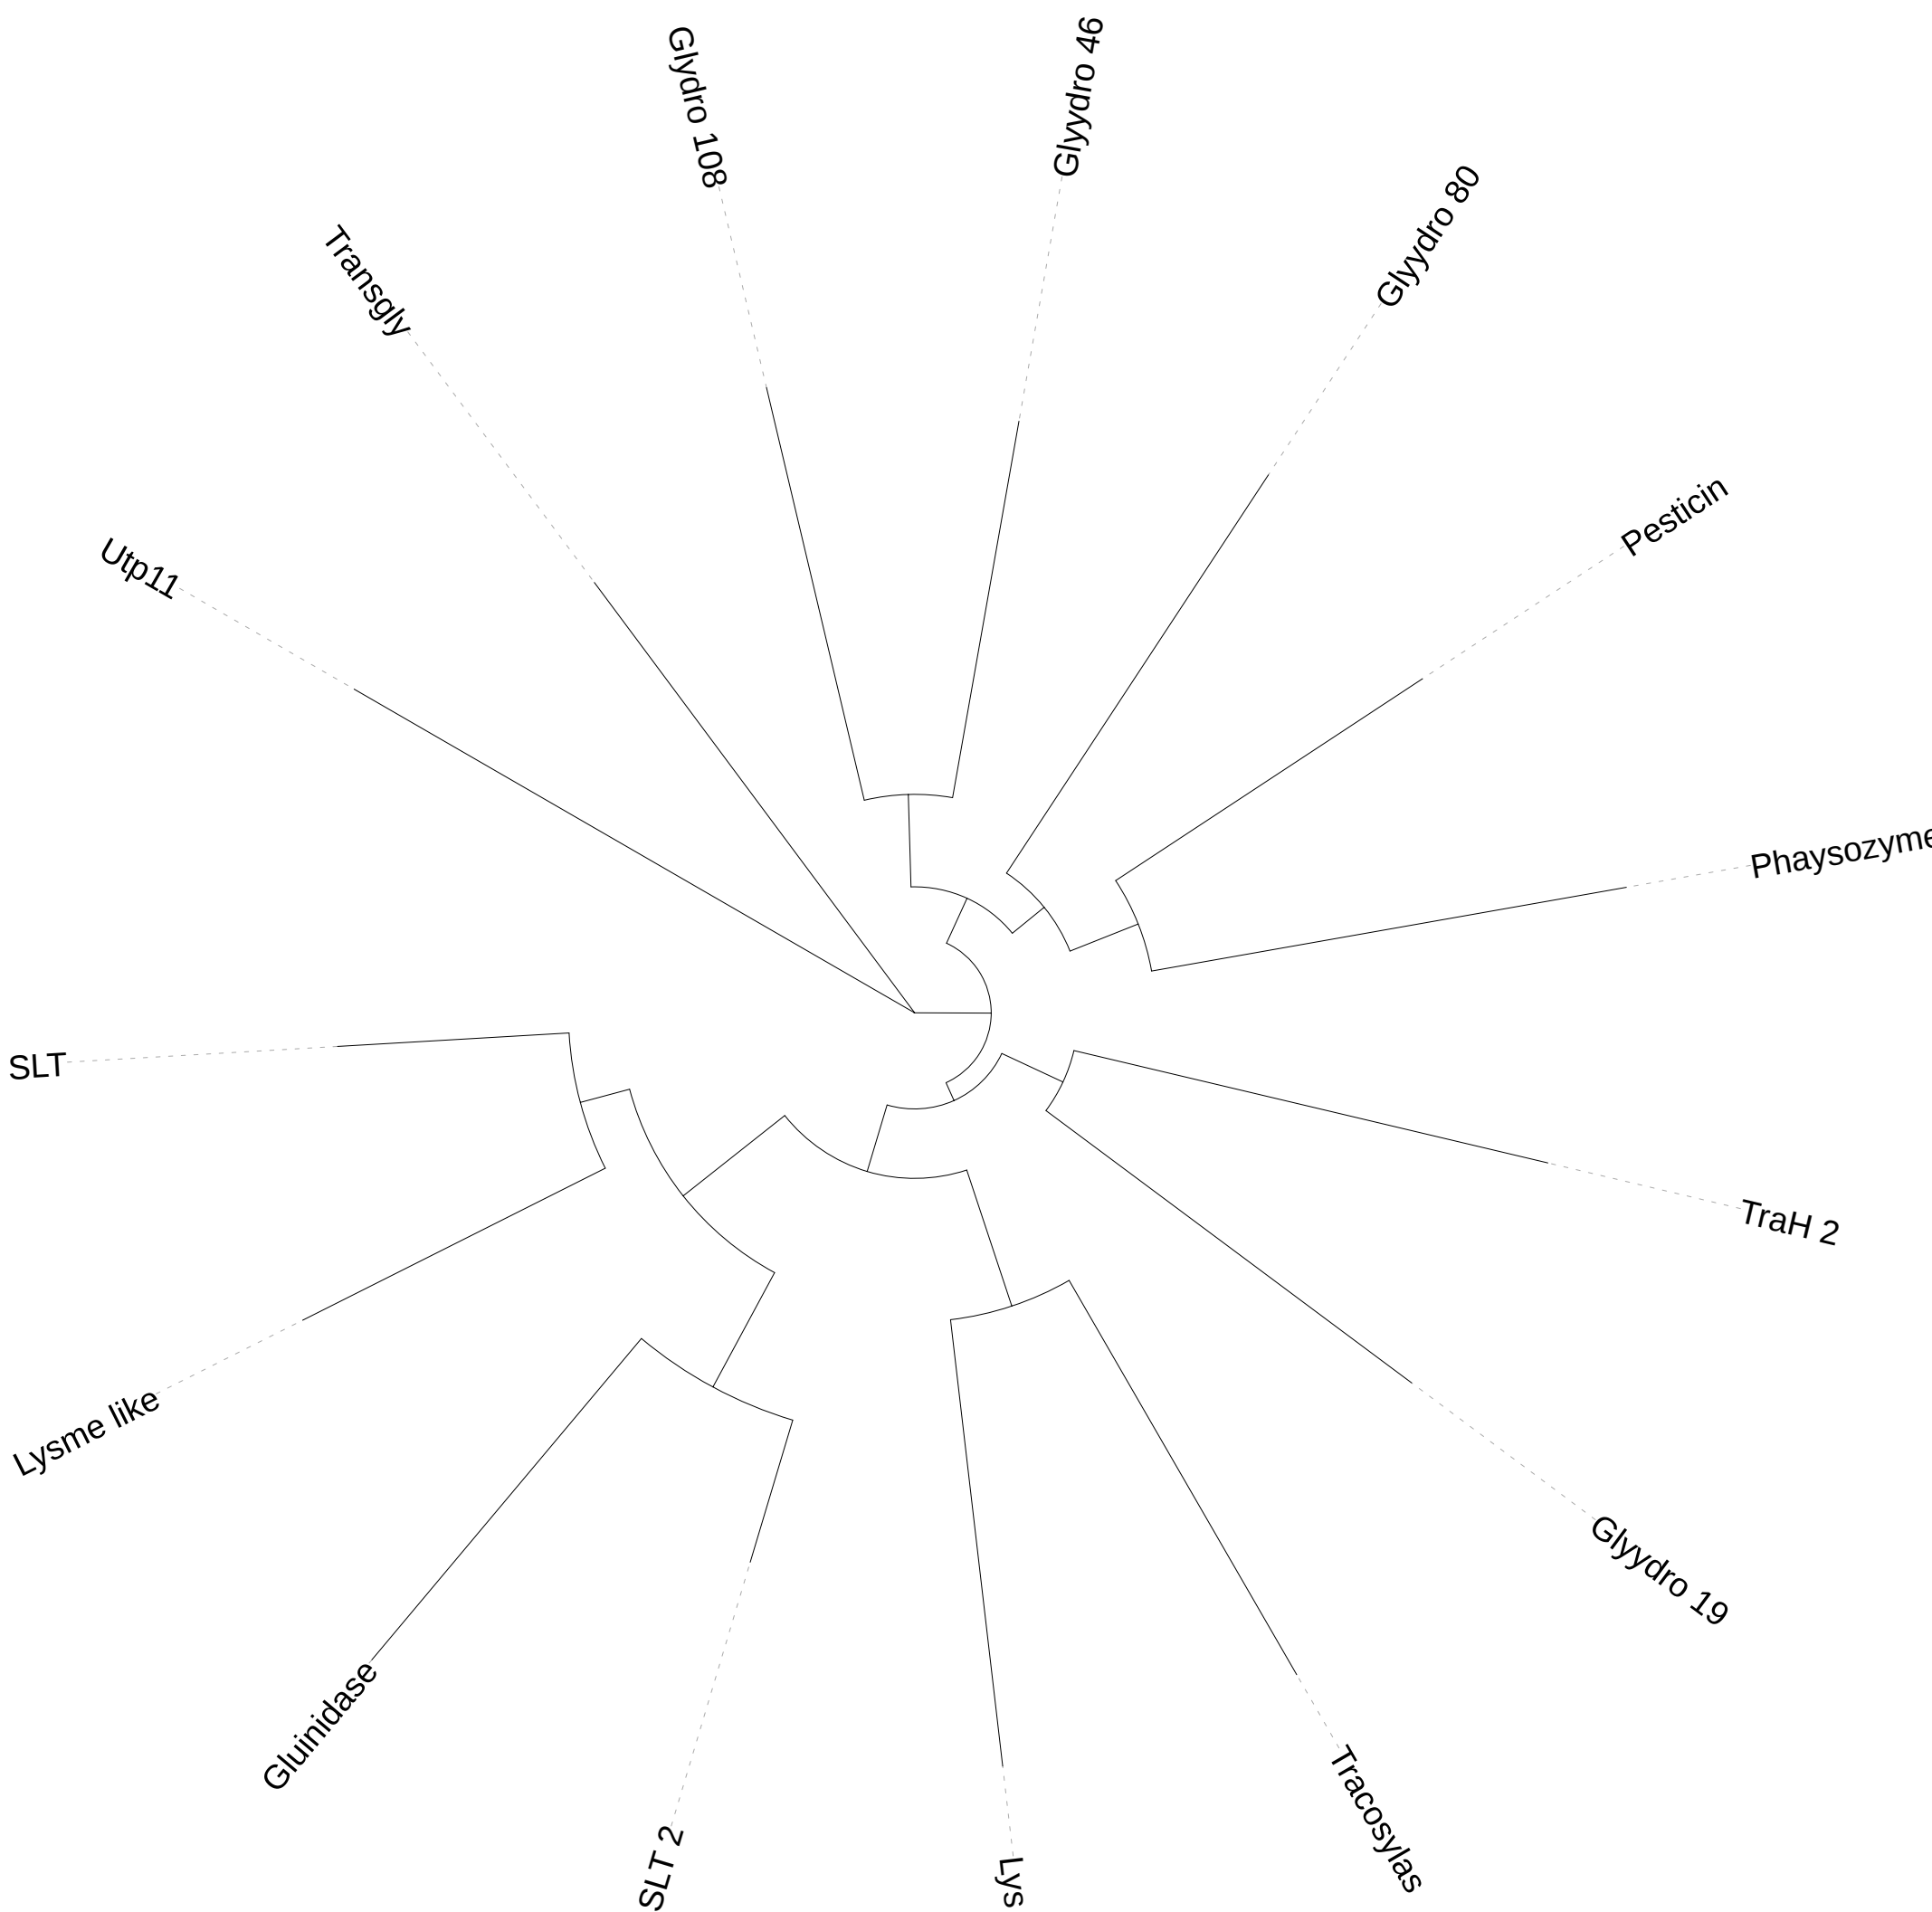 Glydro 108
Glyydro 46
Glyydro 80
Transgly
Pesticin
Utp11
Phaysozyme
SLT
TraH 2
Lysme like
Glyydro 19
Gluinidase
Tracosylas
SLT 2
Lys